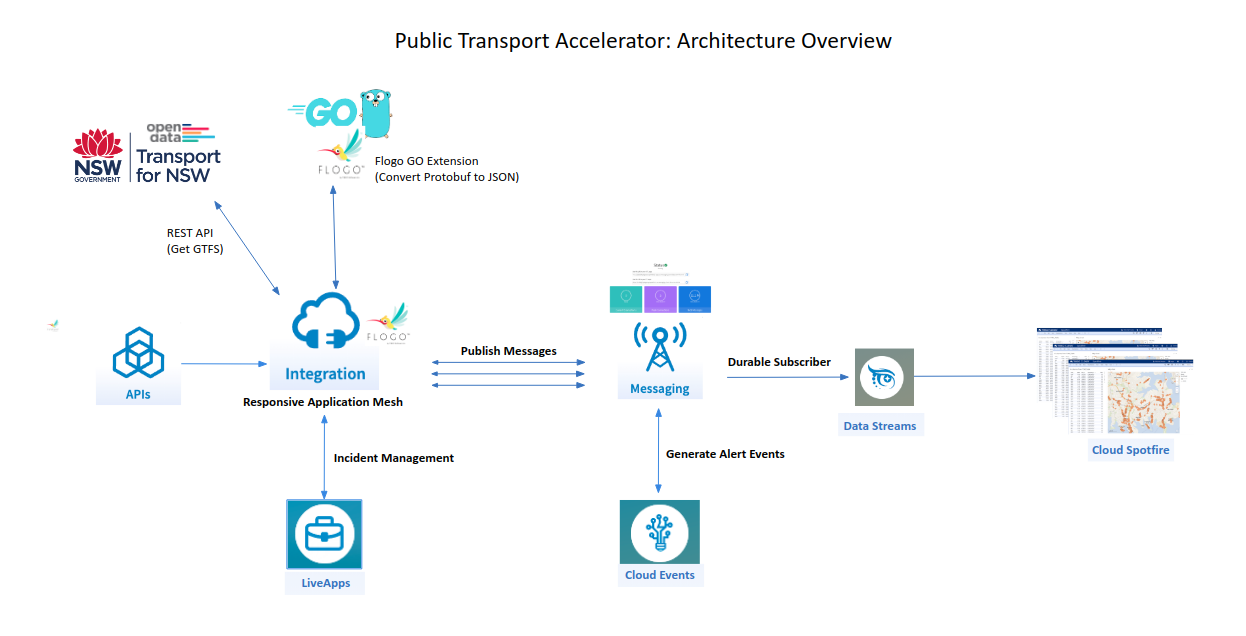 Public Transport Accelerator: Architecture Overview
GO
open
data
NSW
GOVERNMENT
Transport
for NSW
FLOGO
Flogo GO Extension
(Convert Protobuf to JSON)
REST API
(Get GTFS)
FLOGO
Integration
Responsive Application Mesh
APIs
Publish Messages
Messaging
Durable Subscriber
Data Streams
Cloud Spotfire
Incident Management
Generate Alert Events
LiveApps
Cloud Events